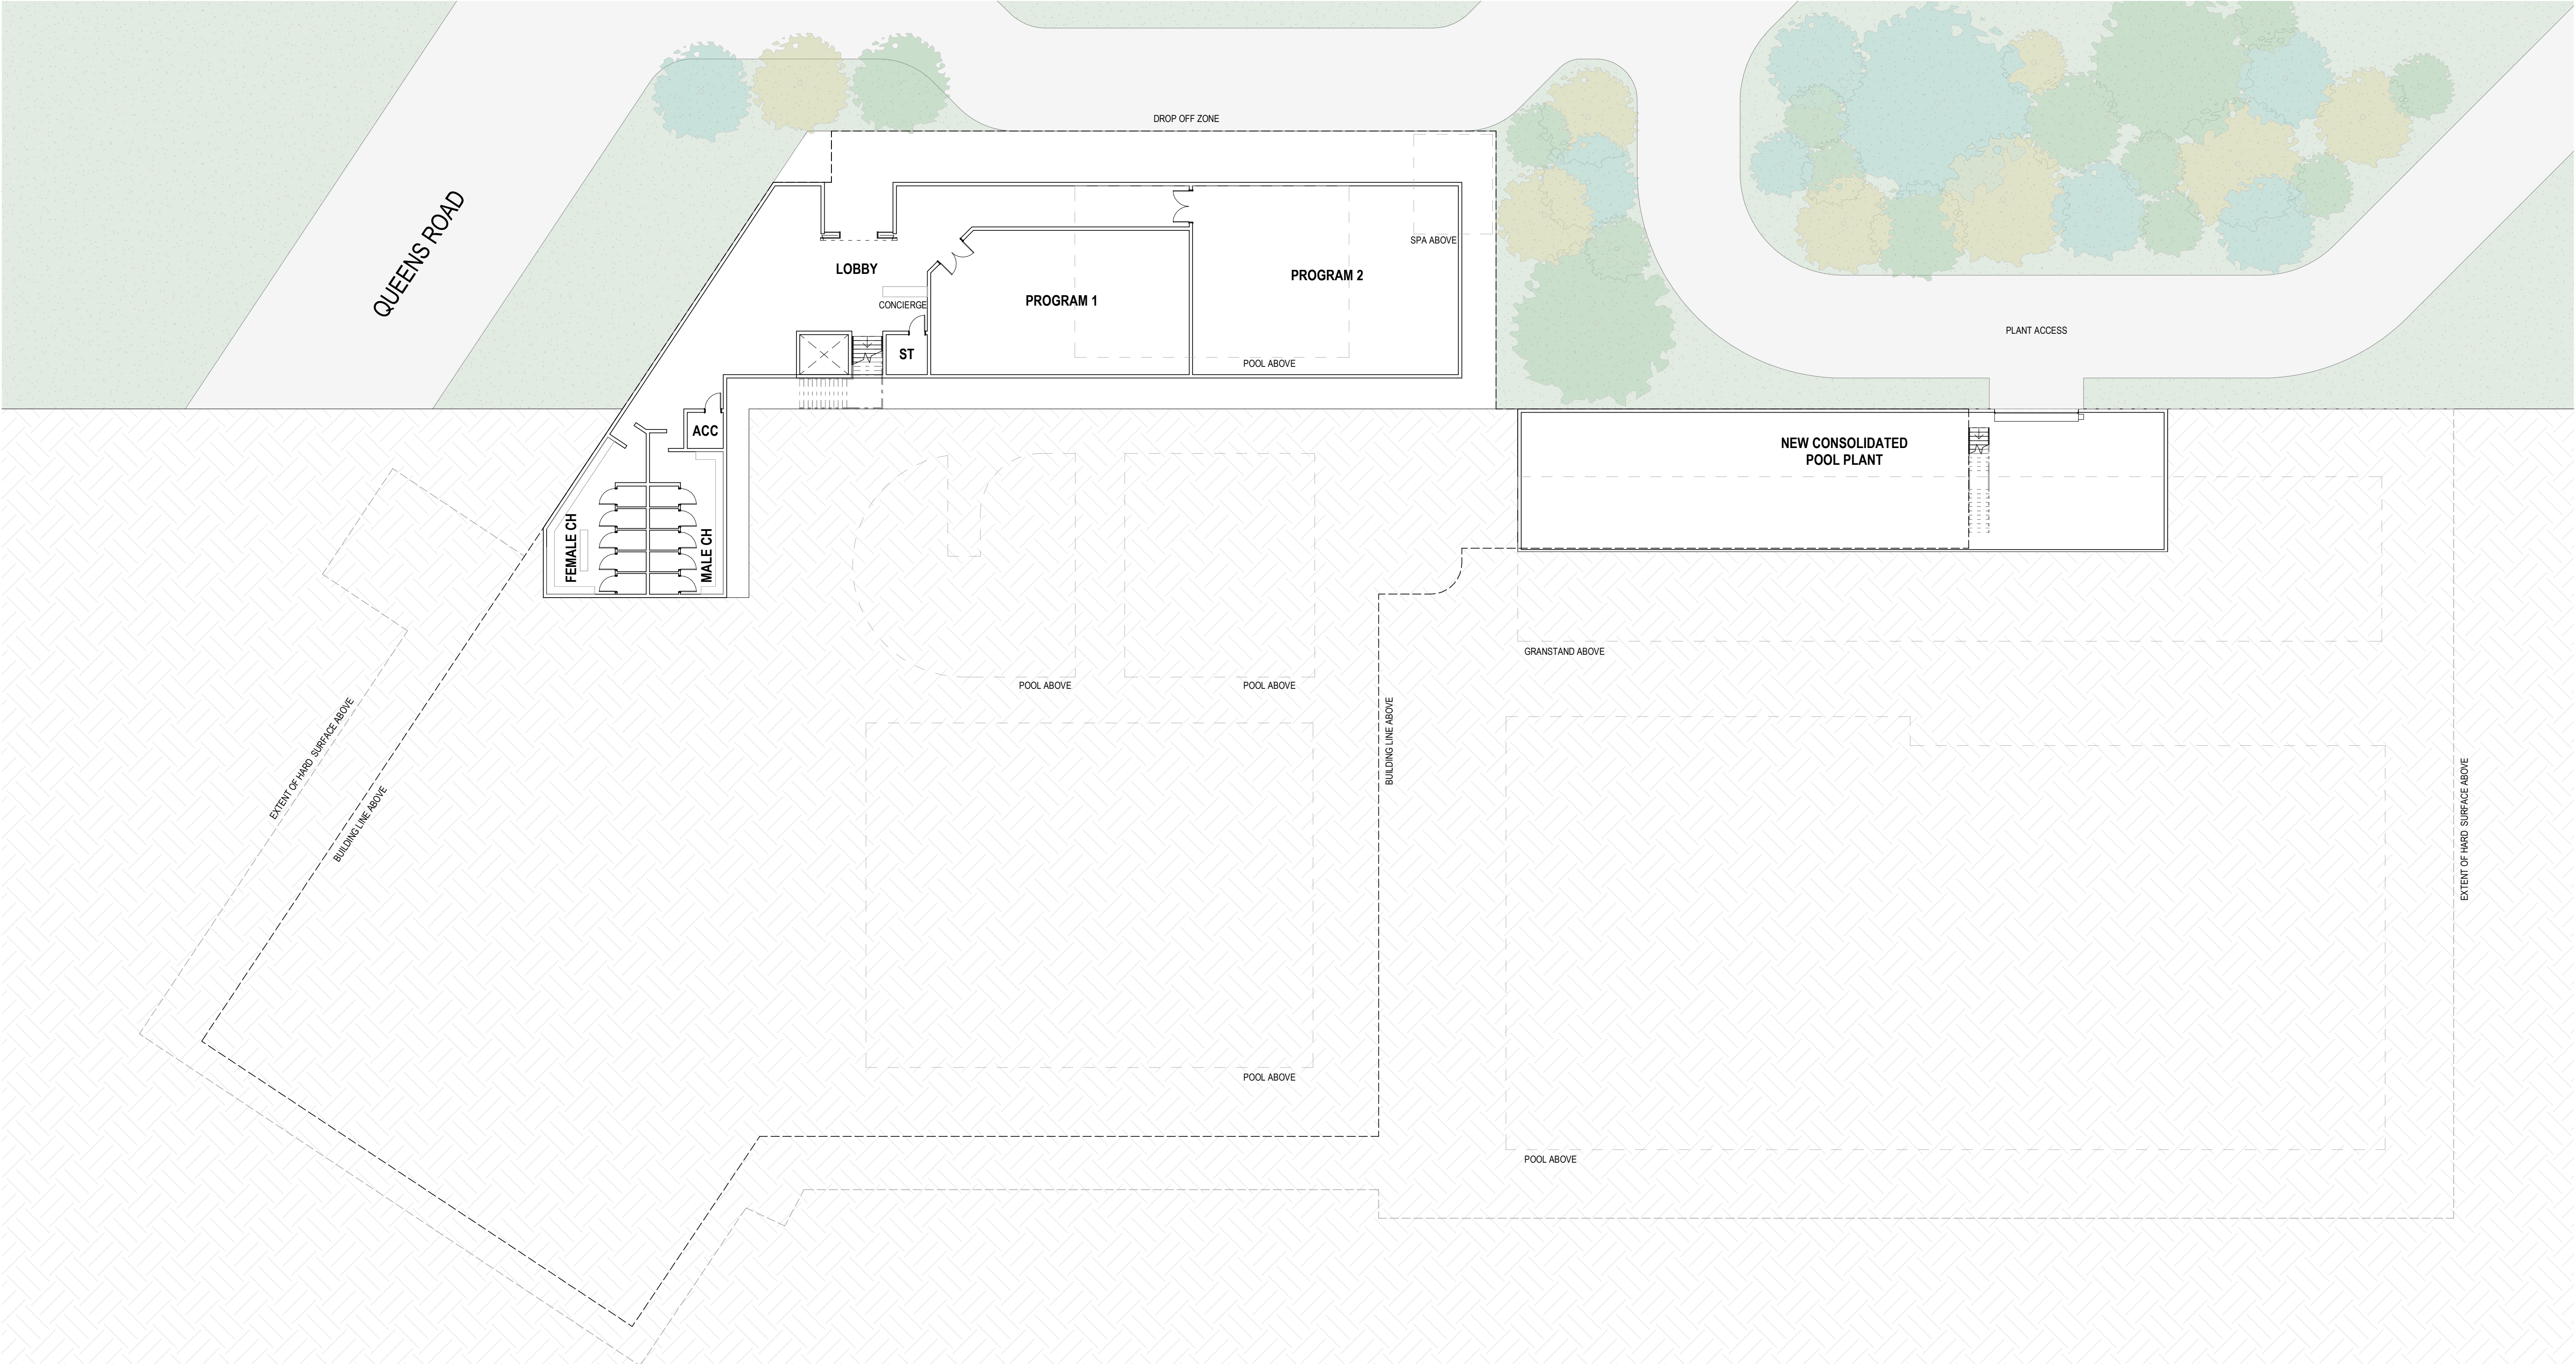 DROP OFF ZONE
QUEENS ROAD
LOBBY
SPA ABOVE
PROGRAM 2
PROGRAM 1
CONCIERGE
PLANT ACCESS
ST
POOL ABOVE
ACC
NEW CONSOLIDATED
POOL PLANT
FEMALE CH
MALE CH
GRANSTAND ABOVE
POOL ABOVE
POOL ABOVE
EXTENT OF HARD SURFACE ABOVE
BUILDING LINE ABOVE
BUILDING LINE ABOVE
EXTENT OF HARD SURFACE ABOVE
POOL ABOVE
POOL ABOVE